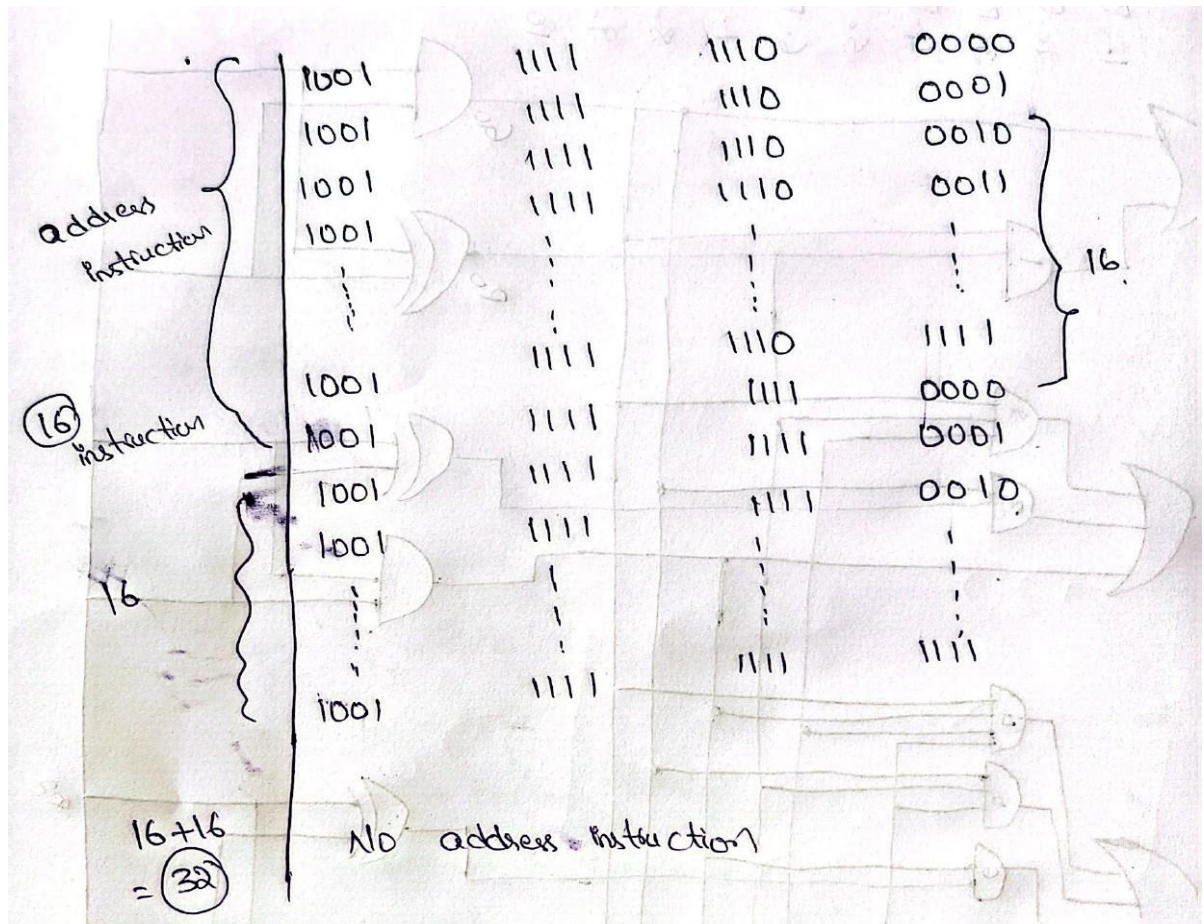 1001 1111 1110 0000
1001 1111 1110 0001
1001 1111 1110 0010
1001 1111 1110 0011
address
instruction
16
1001 1111 1110 1111
1001 1111 1111 0000
16
instruction
1001 1111 1111 0001
1001 1111 1111 0010
16
1001 1111 1111 1111
16+16
= 32
No address instruction